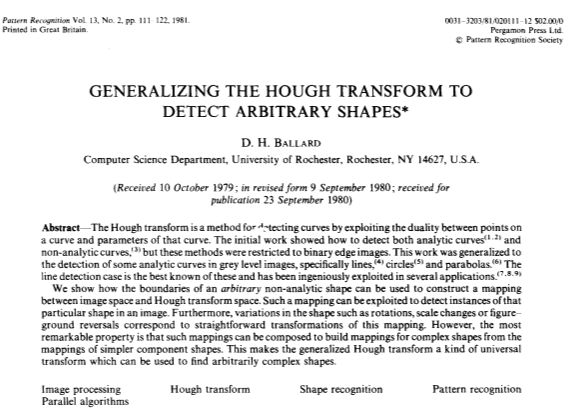 Pattern Recognition Vol. 13, No. 2, pp. 111-122, 1981.
Printed in Great Britain.
0031-3203/81/020111-12 $02.00/0
Pergamon Press Ltd.
© Pattern Recognition Society
GENERALIZING THE HOUGH TRANSFORM TO
DETECT ARBITRARY SHAPES*
D. H. BALLARD
Computer Science Department, University of Rochester, Rochester, NY 14627, U.S.A.
(Received 10 October 1979; in revised form 9 September 1980; received for
publication 23 September 1980)
Abstract—The Hough transform is a method for detecting curves by exploiting the duality between points on
a curve and parameters of that curve. The initial work showed how to detect both analytic curves(1,2) and
non-analytic curves,(3) but these methods were restricted to binary edge images. This work was generalized to
the detection of some analytic curves in grey level images, specifically lines,(4) circles(5) and parabolas.(6) The
line detection case is the best known of these and has been ingeniously exploited in several applications.(7,8,9)
We show how the boundaries of an arbitrary non-analytic shape can be used to construct a mapping
between image space and Hough transform space. Such a mapping can be exploited to detect instances of that
particular shape in an image. Furthermore, variations in the shape such as rotations, scale changes or figure-
ground reversals correspond to straightforward transformations of this mapping. However, the most
remarkable property is that such mappings can be composed to build mappings for complex shapes from the
mappings of simpler component shapes. This makes the generalized Hough transform a kind of universal
transform which can be used to find arbitrarily complex shapes.
Image processing Hough transform Shape recognition Pattern recognition
Parallel algorithms